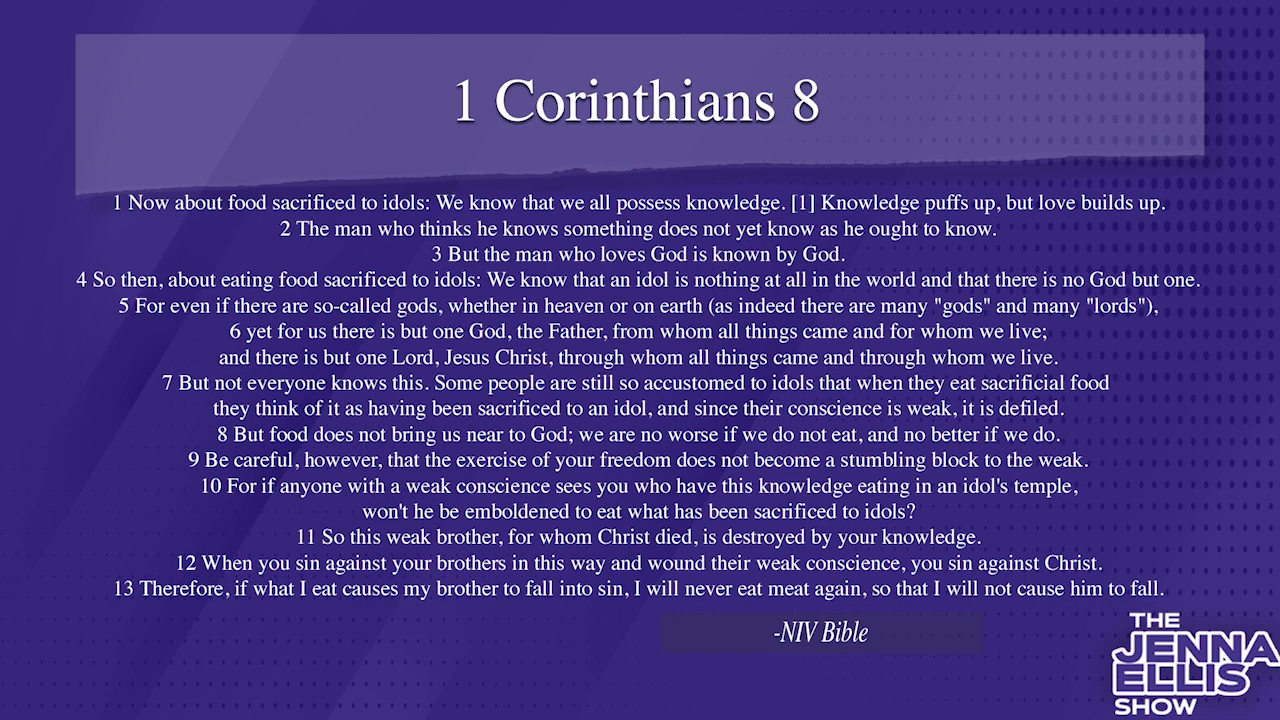 1 Corinthians 8
1 Now about food sacrificed to idols: We know that we all possess knowledge. [1] Knowledge puffs up, but love builds up.
2 The man who thinks he knows something does not yet know as he ought to know.
3 But the man who loves God is known by God.
4 So then, about eating food sacrificed to idols: We know that an idol is nothing at all in the world and that there is no God but one.
5 For even if there are so-called gods, whether in heaven or on earth (as indeed there are many "gods" and many "lords"),
6 yet for us there is but one God, the Father, from whom all things came and for whom we live;
and there is but one Lord, Jesus Christ, through whom all things came and through whom we live.
7 But not everyone knows this. Some people are still so accustomed to idols that when they eat sacrificial food
they think of it as having been sacrificed to an idol, and since their conscience is weak, it is defiled.
8 But food does not bring us near to God; we are no worse if we do not eat, and no better if we do.
9 Be careful, however, that the exercise of your freedom does not become a stumbling block to the weak.
10 For if anyone with a weak conscience sees you who have this knowledge eating in an idol's temple,
won't he be emboldened to eat what has been sacrificed to idols?
11 So this weak brother, for whom Christ died, is destroyed by your knowledge.
12 When you sin against your brothers in this way and wound their weak conscience, you sin against Christ.
13 Therefore, if what I eat causes my brother to fall into sin, I will never eat meat again, so that I will not cause him to fall.
-NIV Bible
THE
JENNA
ELLIS
SHOW